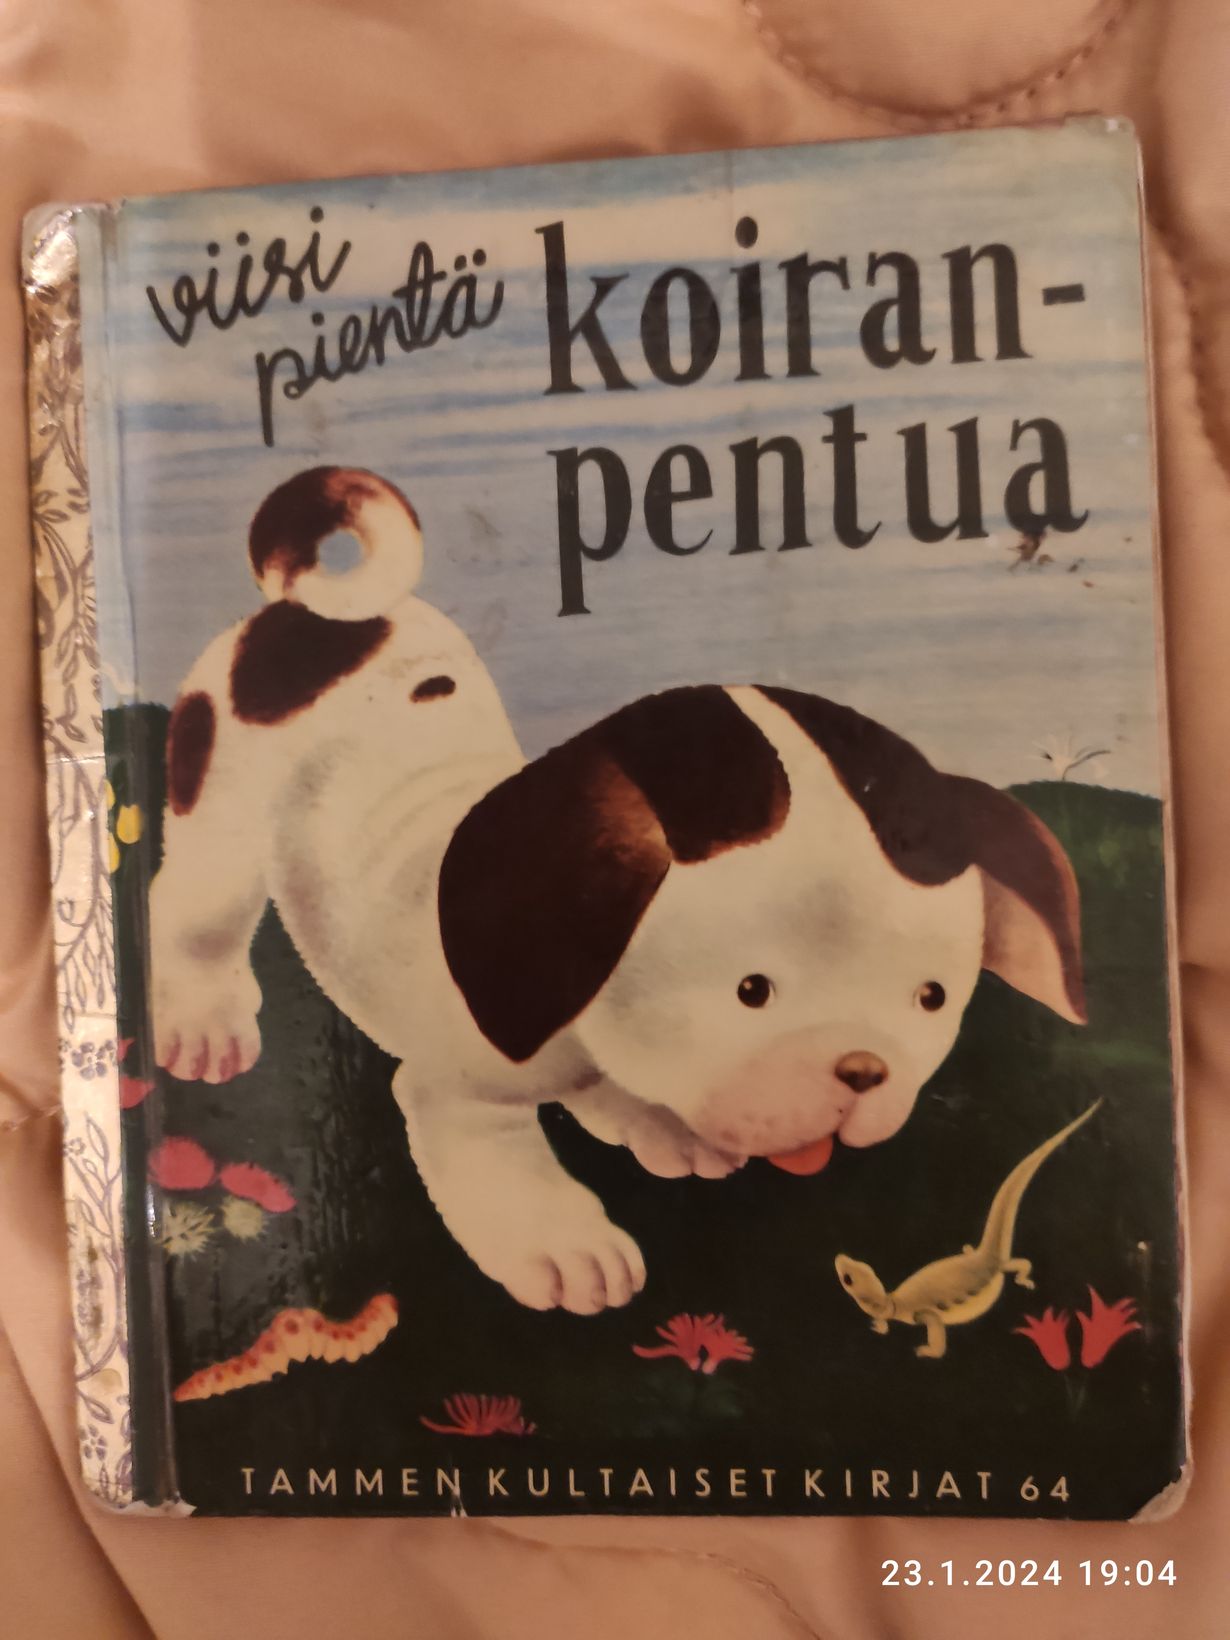 viisi
pientä
koiran-
pentua
TAMMEN KULTAISET KIRJAT 64
23.1.2024 19:04